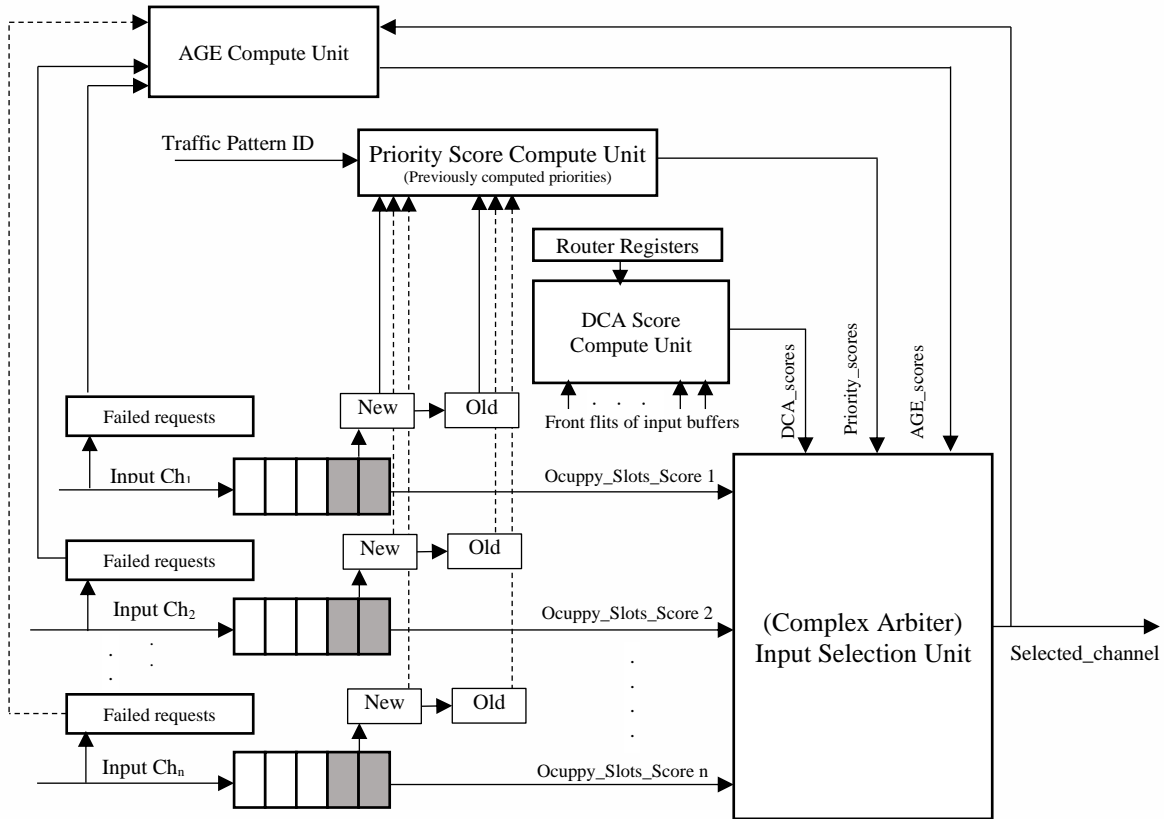 AGE Compute Unit
Traffic Pattern ID
Priority Score Compute Unit
(Previously computed priorities)
Router Registers
DCA Score
Compute Unit
DCA_scores
Priority_scores
AGE_scores
Front flits of input buffers
Failed requests
New
Old
Input Ch1
Ocuppy_Slots_Score 1
Failed requests
New
Old
Input Ch2
Ocuppy_Slots_Score 2
(Complex Arbiter)
Input Selection Unit
Selected_channel
Failed requests
New
Old
Input Chn
Ocuppy_Slots_Score n